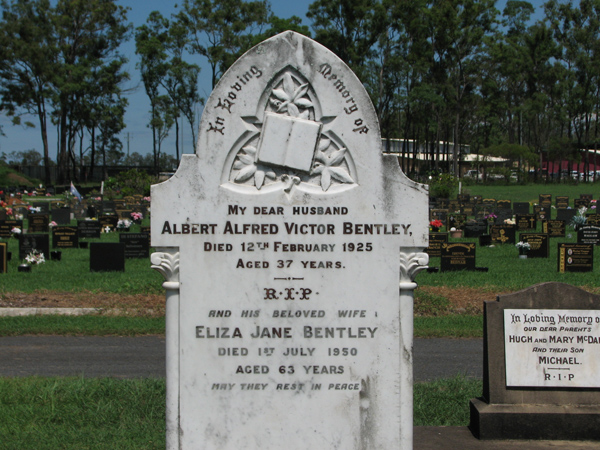 In Loving Memory of
MY DEAR HUSBAND
ALBERT ALFRED VICTOR BENTLEY,
DIED 12TH FEBRUARY 1925
AGED 37 YEARS.
R·I·P·
AND HIS BELOVED WIFE
ELIZA JANE BENTLEY
DIED 1ST JULY 1950
AGED 63 YEARS
MAY THEY REST IN PEACE
In Loving Memory
OUR DEAR PARENTS
HUGH AND MARY
AND THEIR SON
MICHAEL.
R·I·P